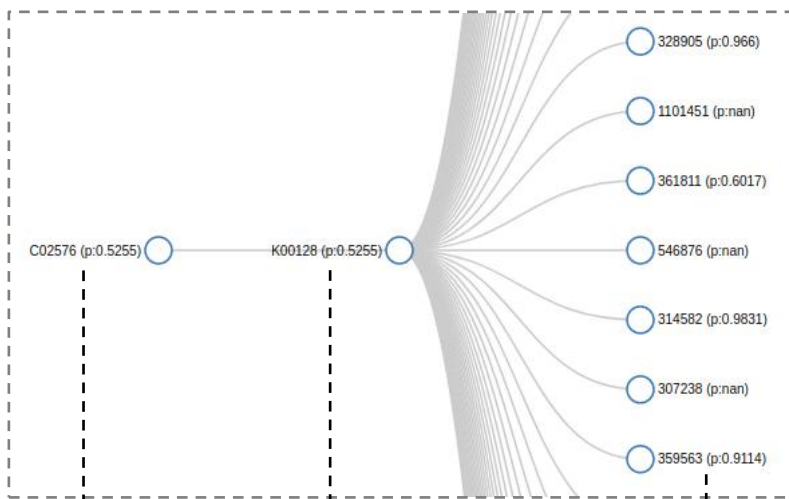 328905 (p:0.966)
1101451 (p:nan)
361811 (p:0.6017)
C02576 (p:0.5255) K00128 (p:0.5255) 546876 (p:nan)
314582 (p:0.9831)
307238 (p:nan)
359563 (p:0.9114)